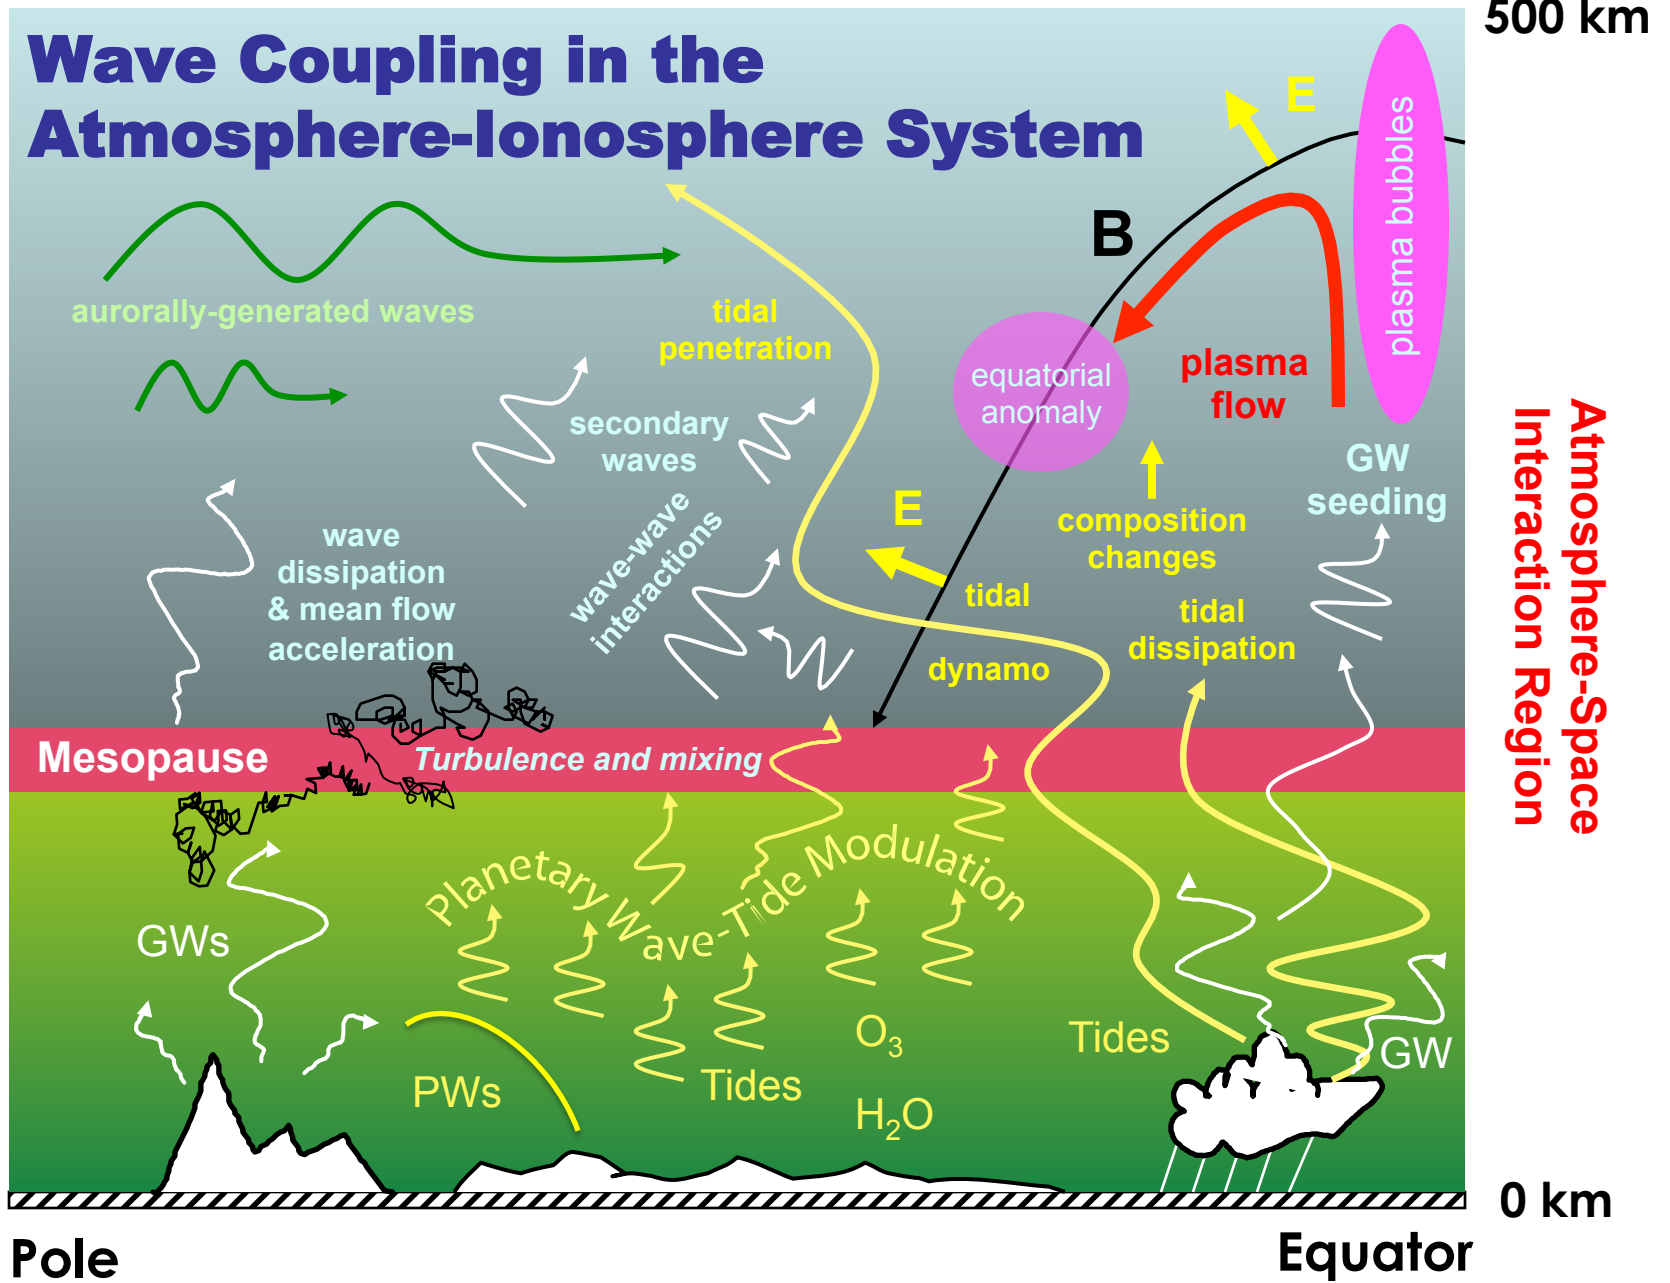 500 km
Wave Coupling in the
Atmosphere-Ionosphere System
E
plasma bubbles
B
aurorally-generated waves
tidal
penetration
plasma
flow
equatorial
anomaly
secondary
waves
GW
seeding
Atmosphere-Space
Interaction Region
E
composition
changes
wave
dissipation
& mean flow
acceleration
wave-wave
interactions
tidal
dynamo
tidal
dissipation
Mesopause
Turbulence and mixing
Planetary Wave-Tide Modulation
GWs
O3
Tides
GW
PWs
Tides
H2O
0 km
Pole
Equator